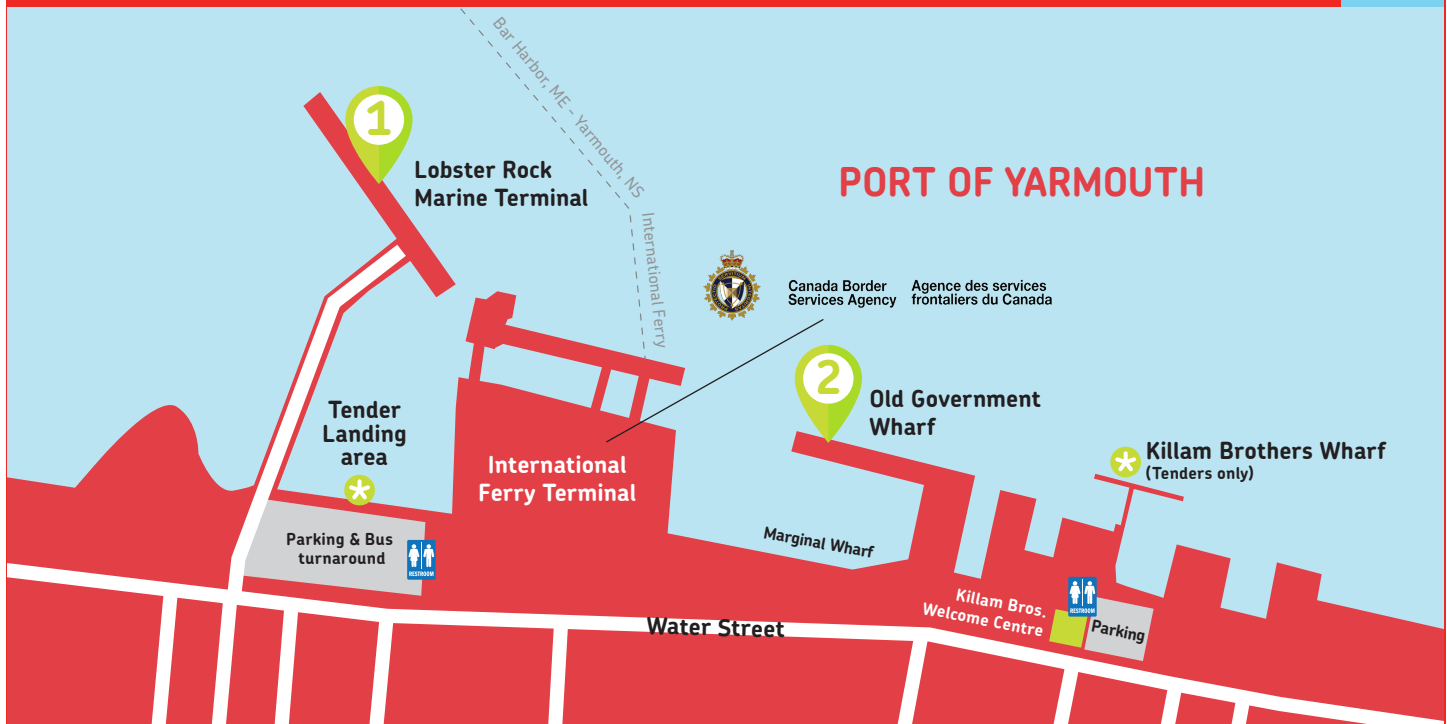 Bar Harbor, ME - Yarmouth, NS
International Ferry
1
Lobster Rock
Marine Terminal
PORT OF YARMOUTH
Canada Border
Services Agency
Agence des services
frontaliers du Canada
2
Old Government
Wharf
Tender
Landing
area
Killam Brothers Wharf
(Tenders only)
International
Ferry Terminal
Parking & Bus
turnaround
RESTROOM
Marginal Wharf
Killam Bros.
Welcome Centre
RESTROOM
Parking
Water Street